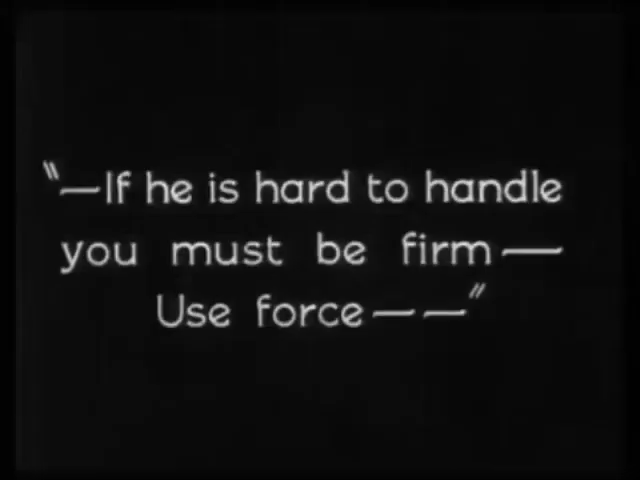 "—If he is hard to handle
you must be firm—
Use force——"